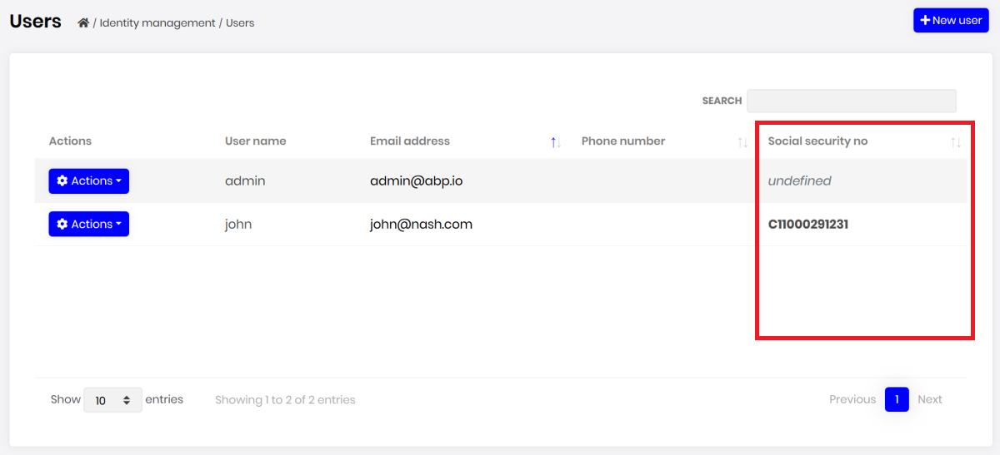 Users / Identity management / Users + New user
SEARCH
Actions User name Email address Phone number Social security no
Actions admin admin@abp.io undefined
Actions john john@nash.com C11000291231
Show 10 entries Showing 1 to 2 of 2 entries Previous 1 Next